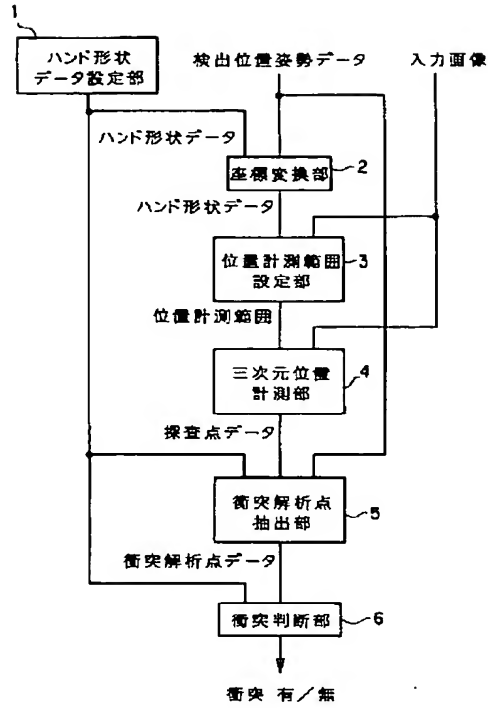 1
ハンド形状
データ設定部
検出位置姿勢データ
入力画像
ハンド形状データ
座標変換部
2
ハンド形状データ
位置計測範囲
設定部
3
位置計測範囲
三次元位置
計測部
4
探査点データ
衝突解析点
抽出部
5
衝突解析点データ
衝突判断部
6
衝突 有/無